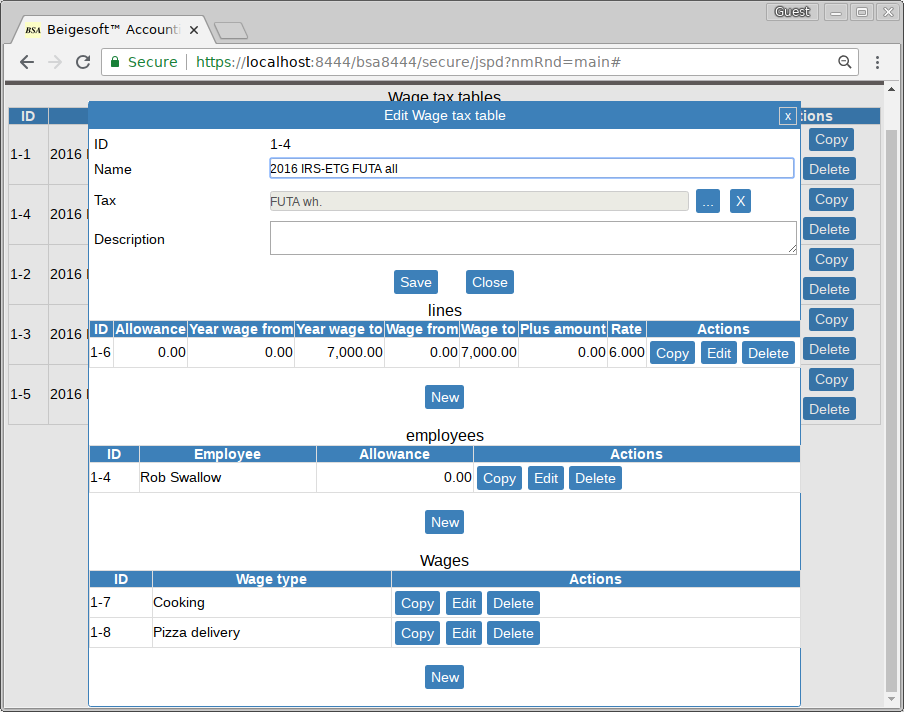 Guest
BSA Beigesoft™ Accounti
Secure https://localhost:8444/bsa8444/secure/jspd?nmRnd=main#
Wage tax tables
ID
Edit Wage tax table x
ID 1-4
Name 2016 IRS-ETG FUTA all
Tax FUTA wh. ... X
Description
Save Close
lines
ID Allowance Year wage from Year wage to Wage from Wage to Plus amount Rate Actions
1-6 0.00 0.00 7,000.00 0.00 7,000.00 0.00 6.000 Copy Edit Delete
New
employees
ID Employee Allowance Actions
1-4 Rob Swallow 0.00 Copy Edit Delete
New
Wages
ID Wage type Actions
1-7 Cooking Copy Edit Delete
1-8 Pizza delivery Copy Edit Delete
New
1-1 2016 Copy
Delete
1-4 2016 Copy
Delete
1-2 2016 Copy
Delete
1-3 2016 Copy
Delete
1-5 2016 Copy
Delete